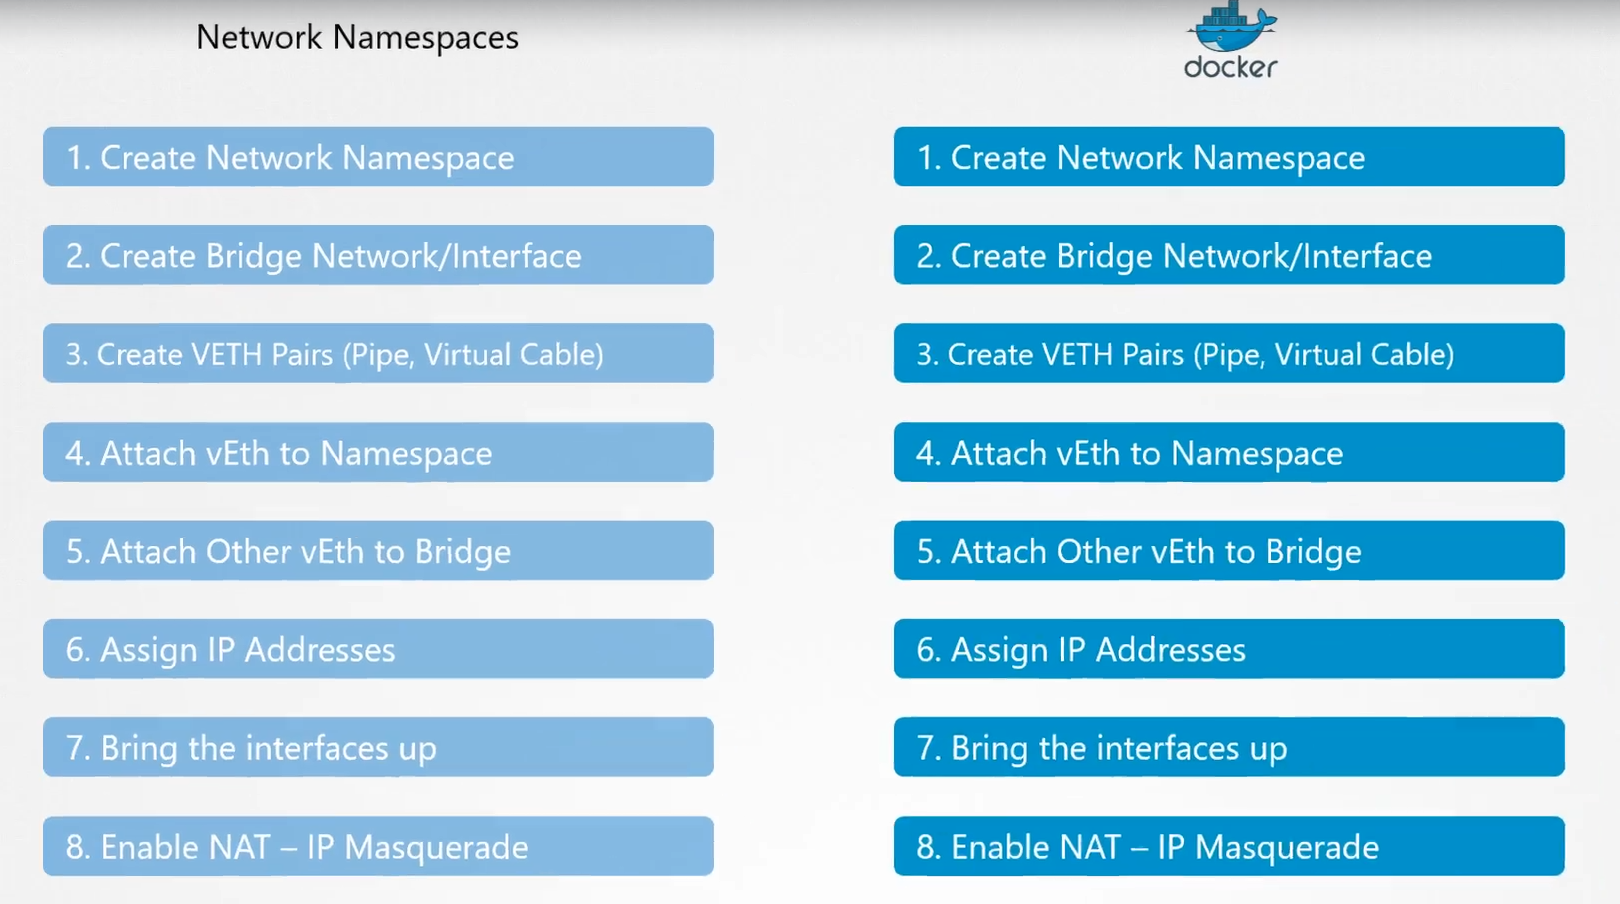 Network Namespaces
1. Create Network Namespace
2. Create Bridge Network/Interface
3. Create VETH Pairs (Pipe, Virtual Cable)
4. Attach vEth to Namespace
5. Attach Other vEth to Bridge
6. Assign IP Addresses
7. Bring the interfaces up
8. Enable NAT – IP Masquerade
docker
1. Create Network Namespace
2. Create Bridge Network/Interface
3. Create VETH Pairs (Pipe, Virtual Cable)
4. Attach vEth to Namespace
5. Attach Other vEth to Bridge
6. Assign IP Addresses
7. Bring the interfaces up
8. Enable NAT – IP Masquerade